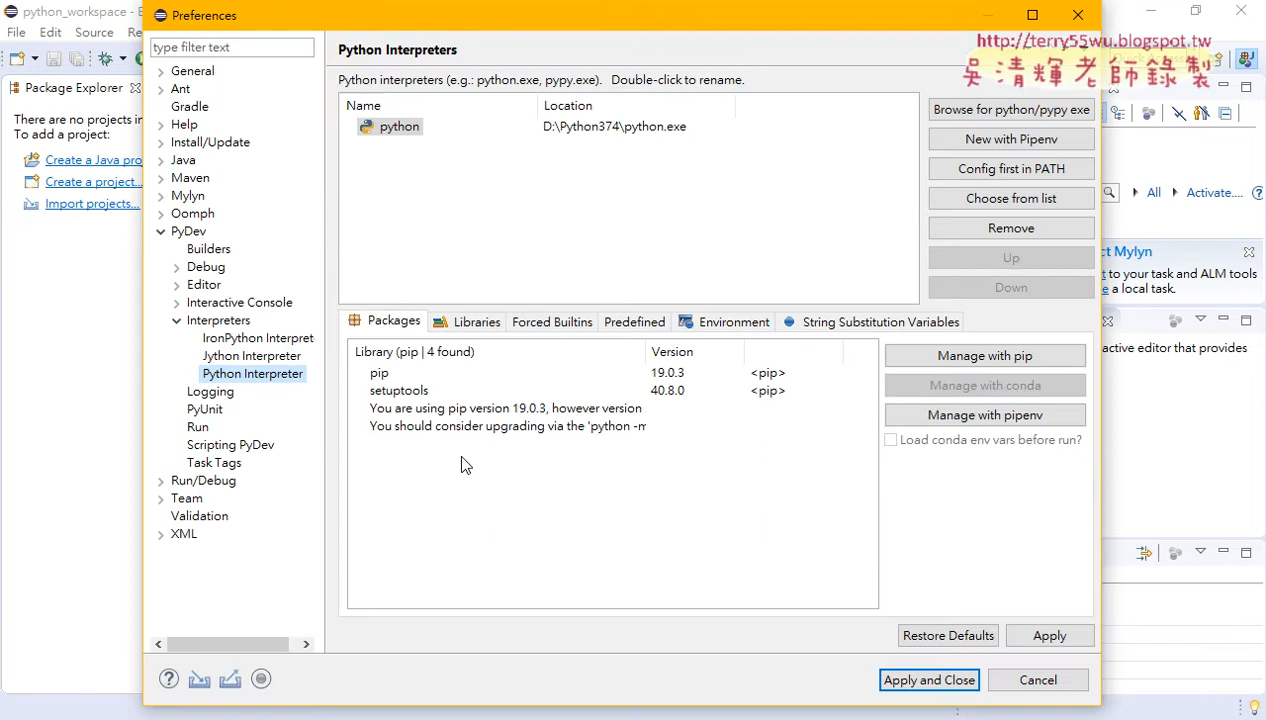 python_workspace - E
Preferences
File
Edit
Source
Package Explorer
There are no projects in
To add a project:
Create a Java pro
Create a project...
Import projects...
type filter text
General
Ant
Gradle
Help
Install/Update
Java
Maven
Mylyn
Oomph
PyDev
Builders
Debug
Editor
Interactive Console
Interpreters
IronPython Interpret
Jython Interpreter
Python Interpreter
Logging
PyUnit
Run
Scripting PyDev
Task Tags
Run/Debug
Team
Validation
XML
Python Interpreters
Python interpreters (e.g.: python.exe, pypy.exe). Double-click to rename.
Name Location
python D:\Python374\python.exe
Browse for python/pypy exe
New with Pipenv
Config first in PATH
Choose from list
Remove
Up
Down
Packages Libraries Forced Builtins Predefined Environment String Substitution Variables
Library (pip | 4 found) Version
pip 19.0.3 <pip>
setuptools 40.8.0 <pip>
You are using pip version 19.0.3, however version
You should consider upgrading via the 'python -m
Manage with pip
Manage with conda
Manage with pipenv
Load conda env vars before run?
Restore Defaults Apply
Apply and Close Cancel
http://terry55wu.blogspot.tw
吳清輝老師錄製
All Activate....
ct Mylyn
to your task and ALM tools
a local task.
active editor that provides